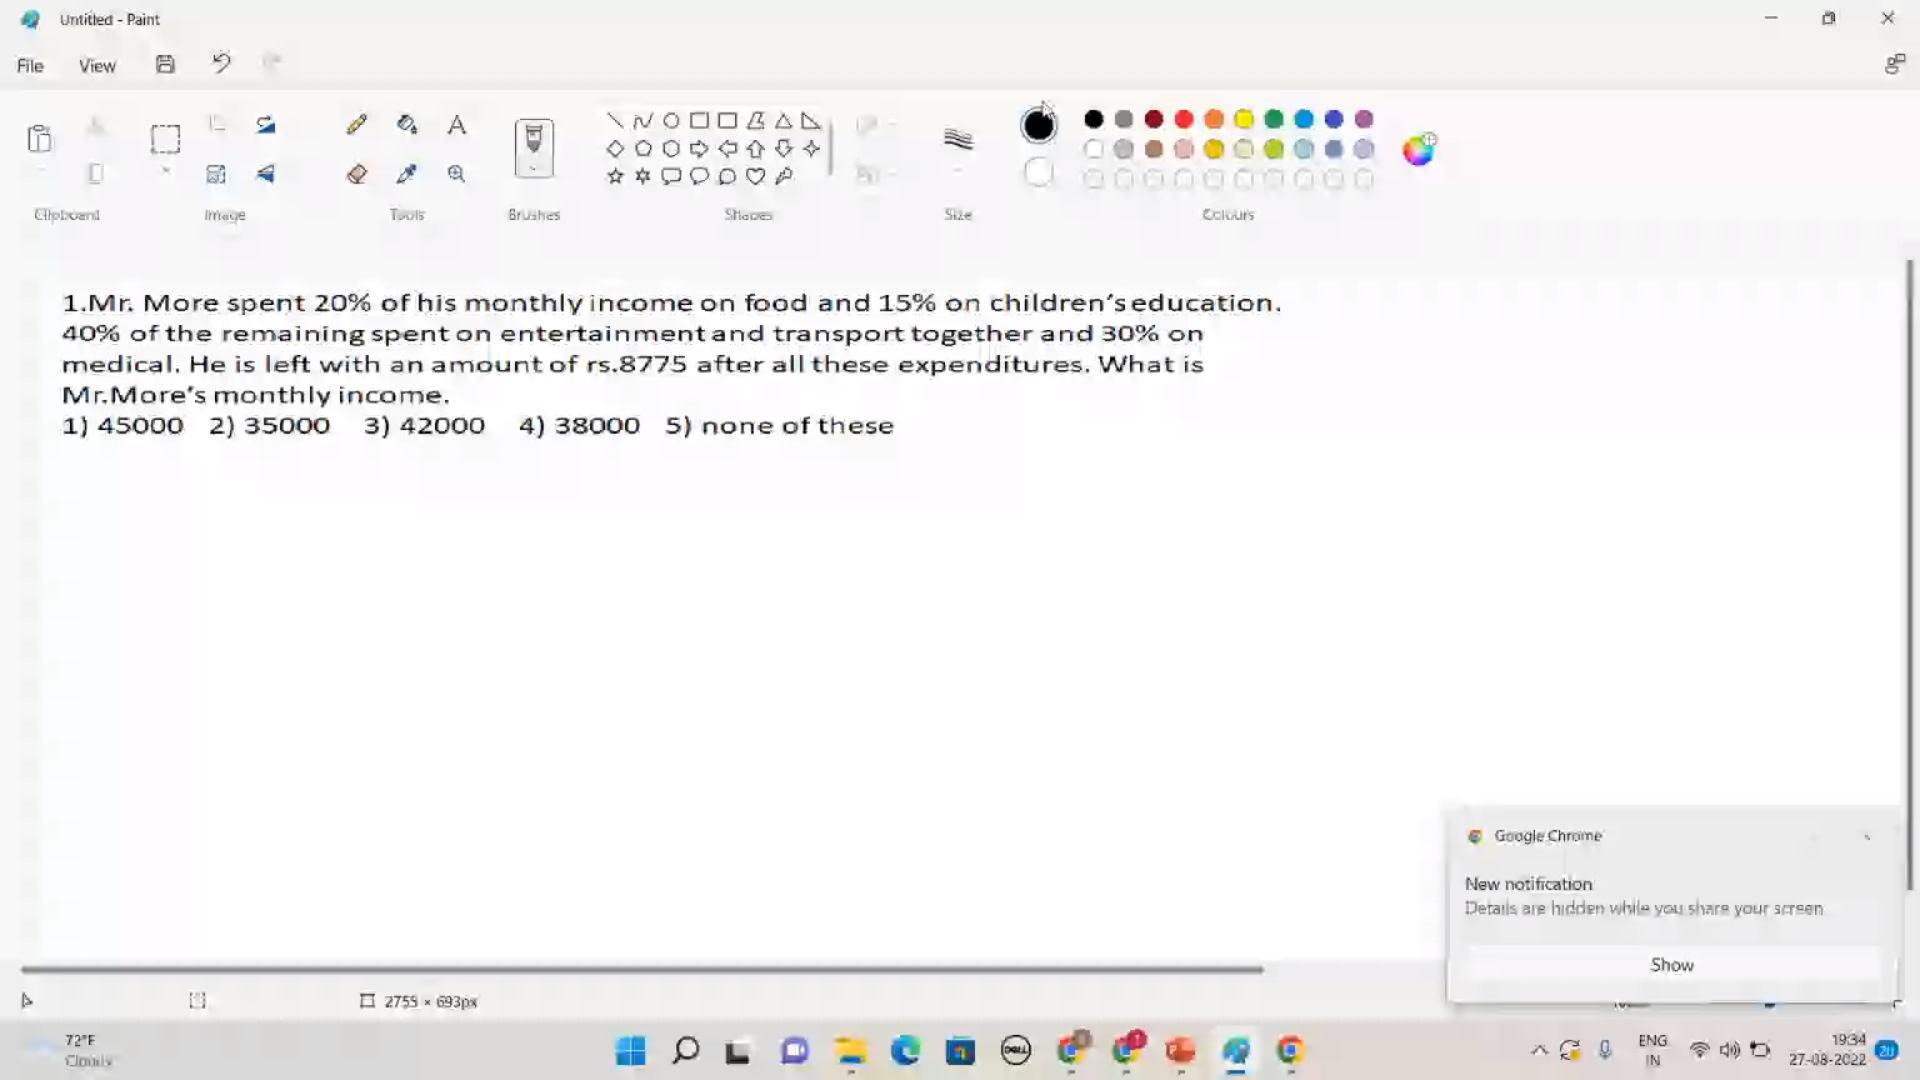 Untitled - Paint
File View
Clipboard Image Tools Brushes Shapes Size Colours
1.Mr. More spent 20% of his monthly income on food and 15% on children's education.
40% of the remaining spent on entertainment and transport together and 30% on
medical. He is left with an amount of rs.8775 after all these expenditures. What is
Mr.More's monthly income.
1) 45000 2) 35000 3) 42000 4) 38000 5) none of these
Google Chrome
New notification
Details are hidden while you share your screen
Show
2755 × 693px
72°F
Cloudy
DELL
ENG
IN
19:34
27-08-2022
20